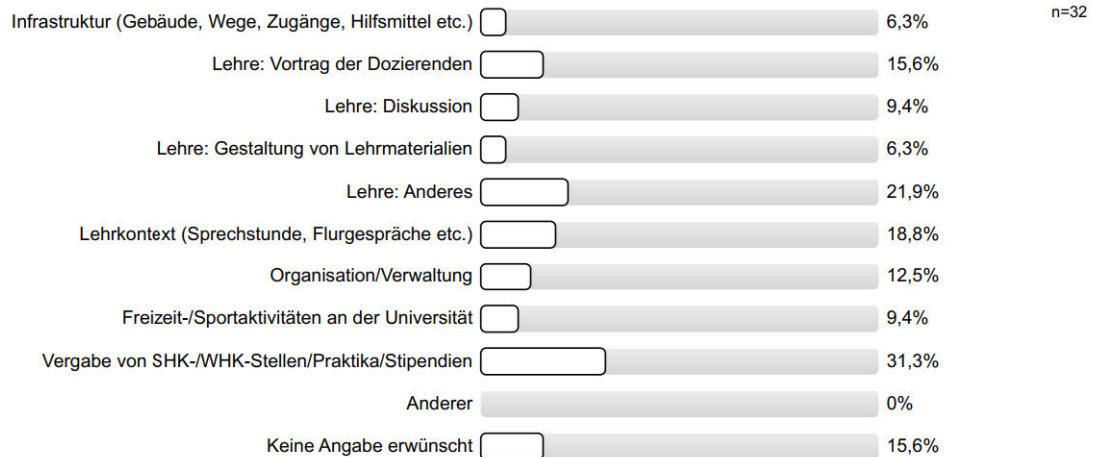 Infrastruktur (Gebäude, Wege, Zugänge, Hilfsmittel etc.) 6,3% n=32
Lehre: Vortrag der Dozierenden 15,6%
Lehre: Diskussion 9,4%
Lehre: Gestaltung von Lehrmaterialien 6,3%
Lehre: Anderes 21,9%
Lehrkontext (Sprechstunde, Flurgespräche etc.) 18,8%
Organisation/Verwaltung 12,5%
Freizeit-/Sportaktivitäten an der Universität 9,4%
Vergabe von SHK-/WHK-Stellen/Praktika/Stipendien 31,3%
Anderer 0%
Keine Angabe erwünscht 15,6%